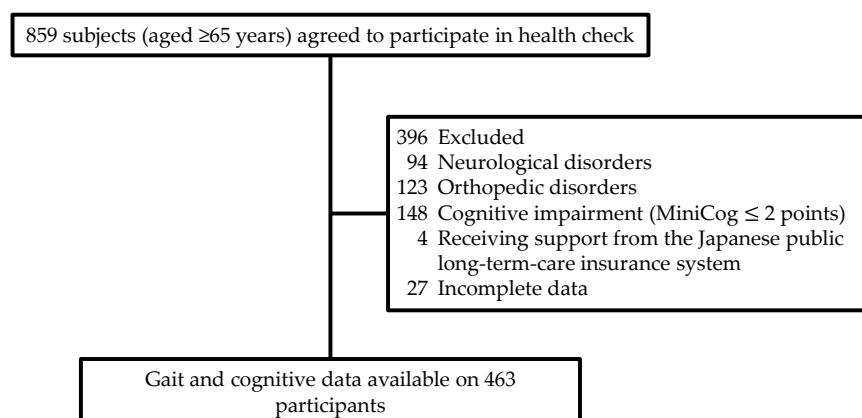 859 subjects (aged ≥65 years) agreed to participate in health check
396 Excluded
94 Neurological disorders
123 Orthopedic disorders
148 Cognitive impairment (MiniCog ≤ 2 points)
4 Receiving support from the Japanese public
long-term-care insurance system
27 Incomplete data
Gait and cognitive data available on 463
participants